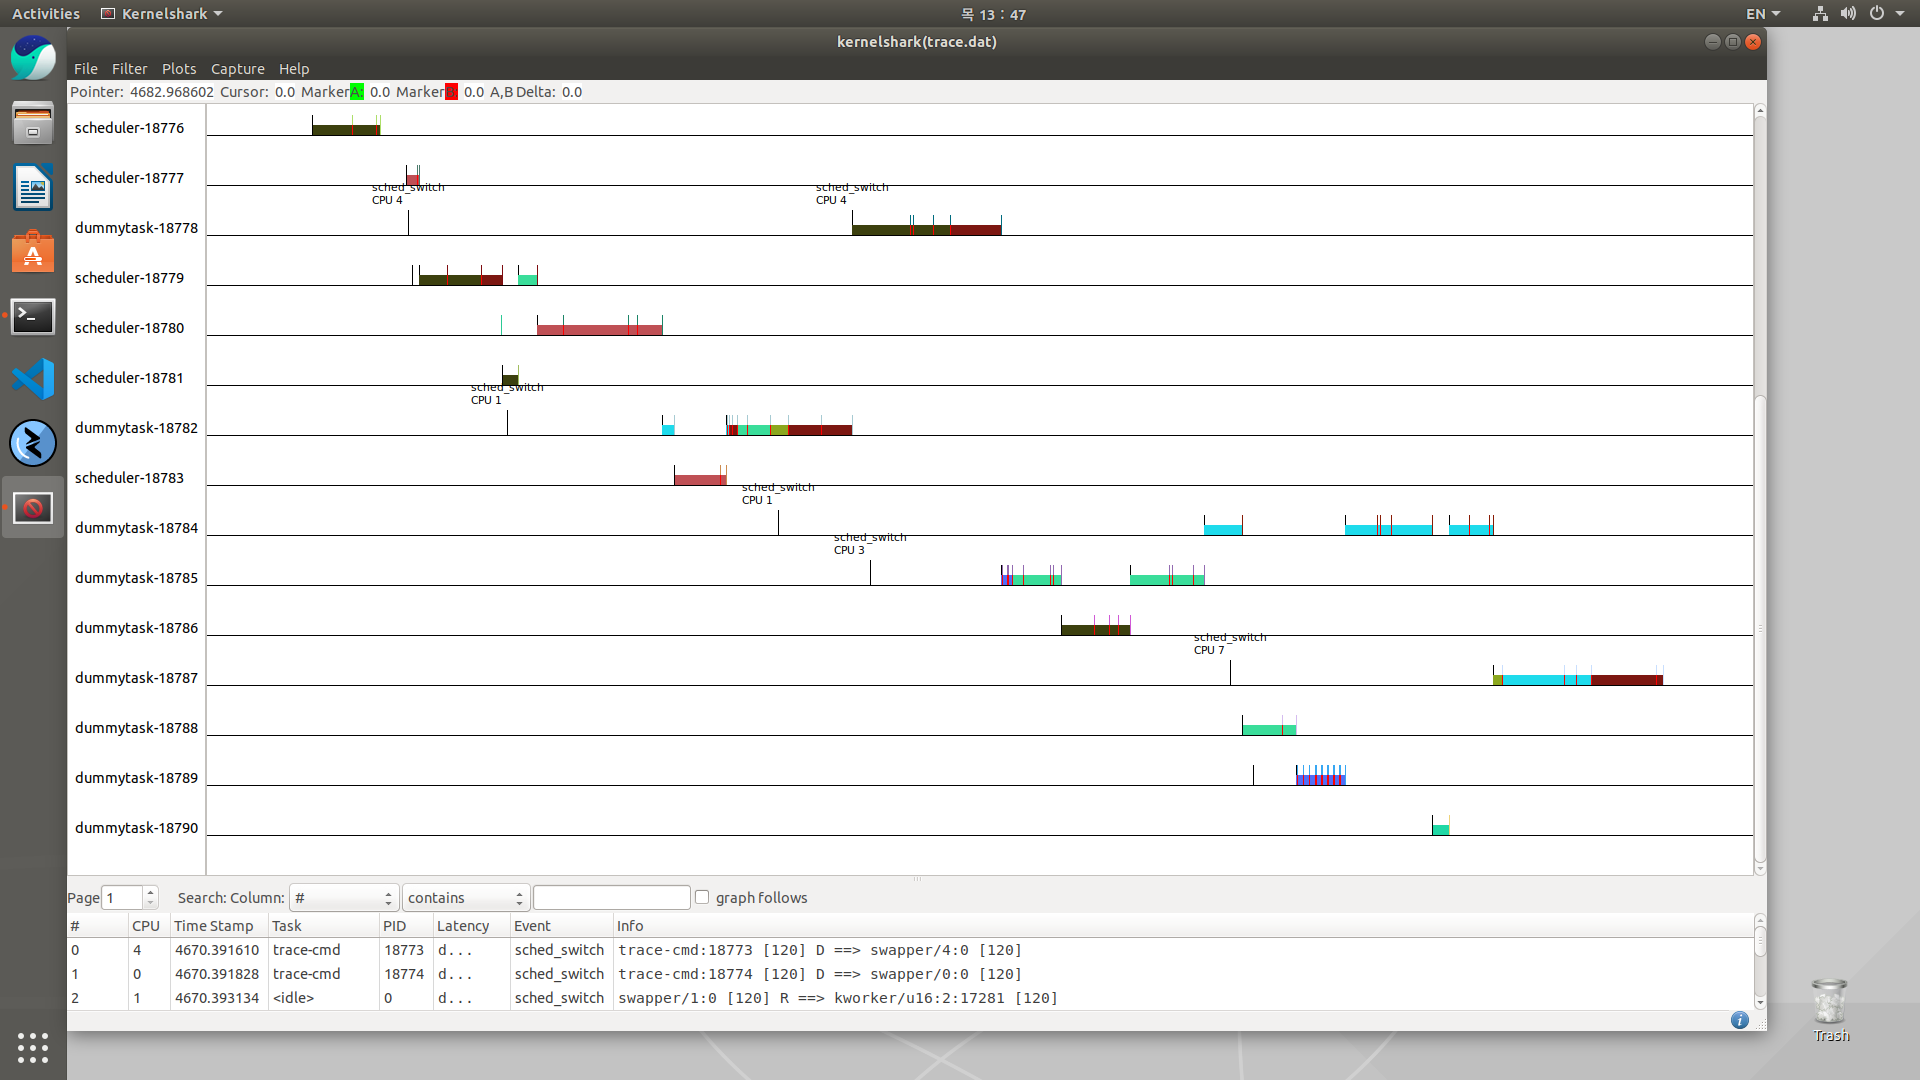 Activities Kernelshark 목 13 : 47 EN
kernelshark(trace.dat)
File Filter Plots Capture Help
Pointer: 4682.968602 Cursor: 0.0 Marker A: 0.0 Marker 0.0 A,B Delta: 0.0
scheduler-18776
scheduler-18777
sched_switch sched_switch
CPU 4 CPU 4
dummytask-18778
scheduler-18779
scheduler-18780
scheduler-18781
sched_switch
CPU 1
dummytask-18782
scheduler-18783
sched_switch
CPU 1
dummytask-18784
sched_switch
CPU 3
dummytask-18785
dummytask-18786
sched_switch
CPU 7
dummytask-18787
dummytask-18788
dummytask-18789
dummytask-18790
Page 1 Search: Column: # contains graph follows
# CPU Time Stamp Task PID Latency Event Info
0 4 4670.391610 trace-cmd 18773 d... sched_switch trace-cmd:18773 [120] D ==> swapper/4:0 [120]
1 0 4670.391828 trace-cmd 18774 d... sched_switch trace-cmd:18774 [120] D ==> swapper/0:0 [120]
2 1 4670.393134 <idle> 0 d... sched_switch swapper/1:0 [120] R ==> kworker/u16:2:17281 [120]
Trash